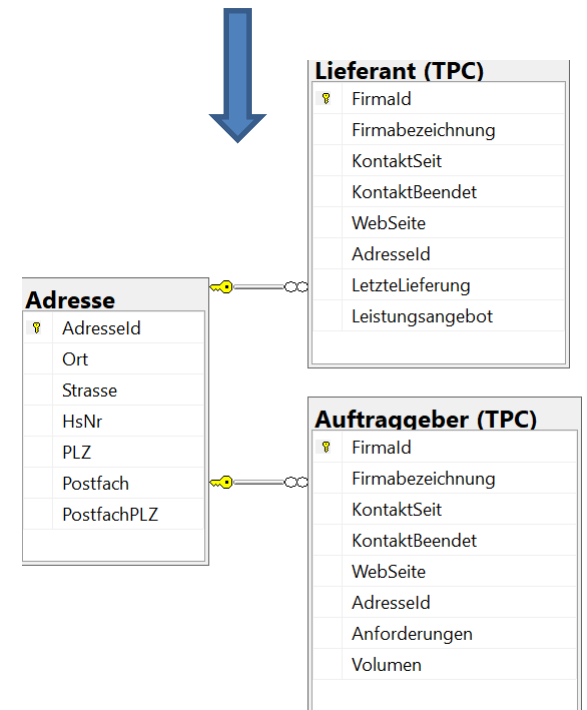 Lieferant (TPC)
FirmaId
Firmabezeichnung
KontaktSeit
KontaktBeendet
WebSeite
AdresseId
LetzteLieferung
Leistungsangebot
Adresse
AdresseId
Ort
Strasse
HsNr
PLZ
Postfach
PostfachPLZ
Auftraggeber (TPC)
FirmaId
Firmabezeichnung
KontaktSeit
KontaktBeendet
WebSeite
AdresseId
Anforderungen
Volumen